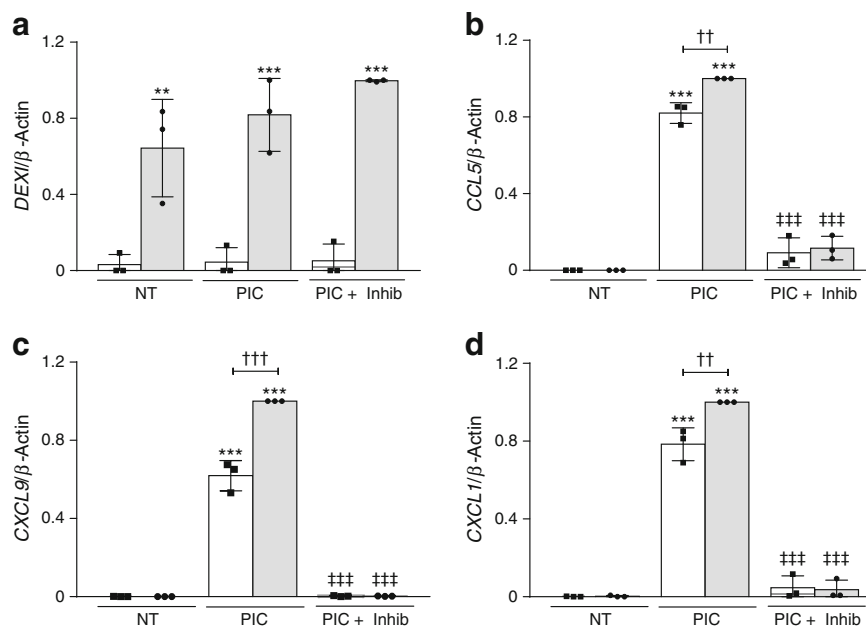 a
DEXI/β-Actin
1.2
0.8
0.4
0
**
***
***
NT
PIC
PIC + Inhib
b
CCL5/β-Actin
1.2
0.8
0.4
0
††
***
***
‡‡‡
‡‡‡
NT
PIC
PIC + Inhib
c
CXCL9/β-Actin
1.2
0.8
0.4
0
†††
***
***
‡‡‡
‡‡‡
NT
PIC
PIC + Inhib
d
CXCL1/β-Actin
1.2
0.8
0.4
0
††
***
***
‡‡‡
‡‡‡
NT
PIC
PIC + Inhib